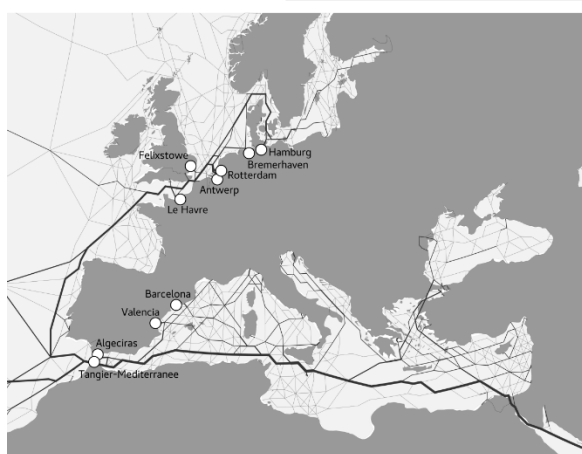 Felixstowe
Hamburg
Bremerhaven
Rotterdam
Antwerp
Le Havre
Barcelona
Valencia
Algeciras
Tangier-Mediterranee